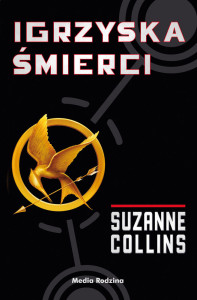 IGRZYSKA
ŚMIERCI
SUZANNE
COLLINS
Media Rodzina